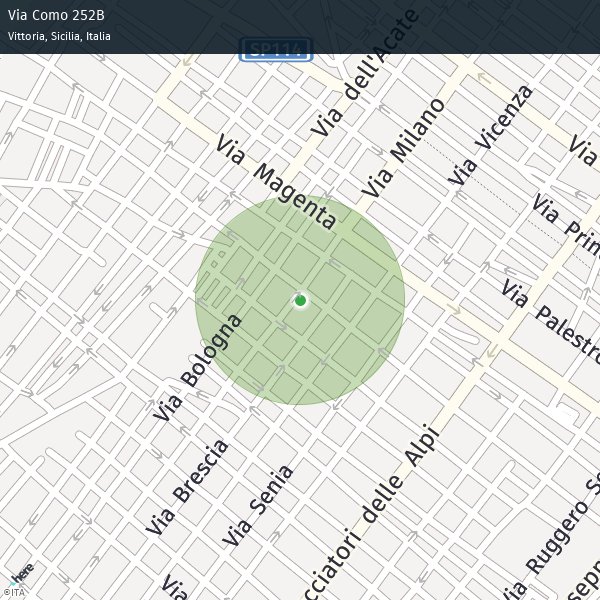 Via Como 252B
Vittoria, Sicilia, Italia
SP114
Via dell'Acate
Via Milano
Via Vicenza
Via
Via Magenta
Via Prin
Via Palestro
Via Bologna
Via Brescia
Via Senia
cciatori delle Alpi
Via Ruggero Se
sepp
Via
here
©ITA